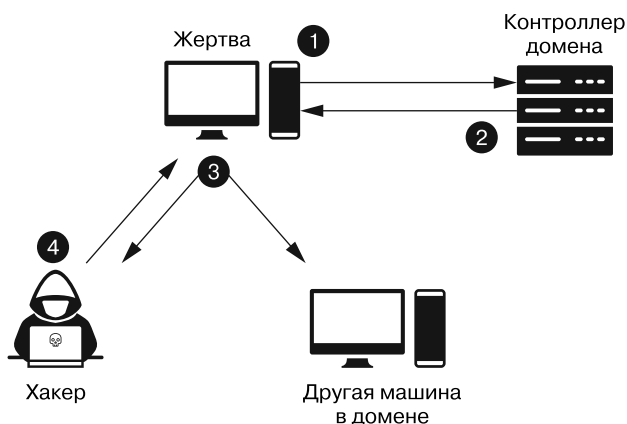 Контроллер
домена
Жертва
1
2
3
4
Хакер
Другая машина
в домене